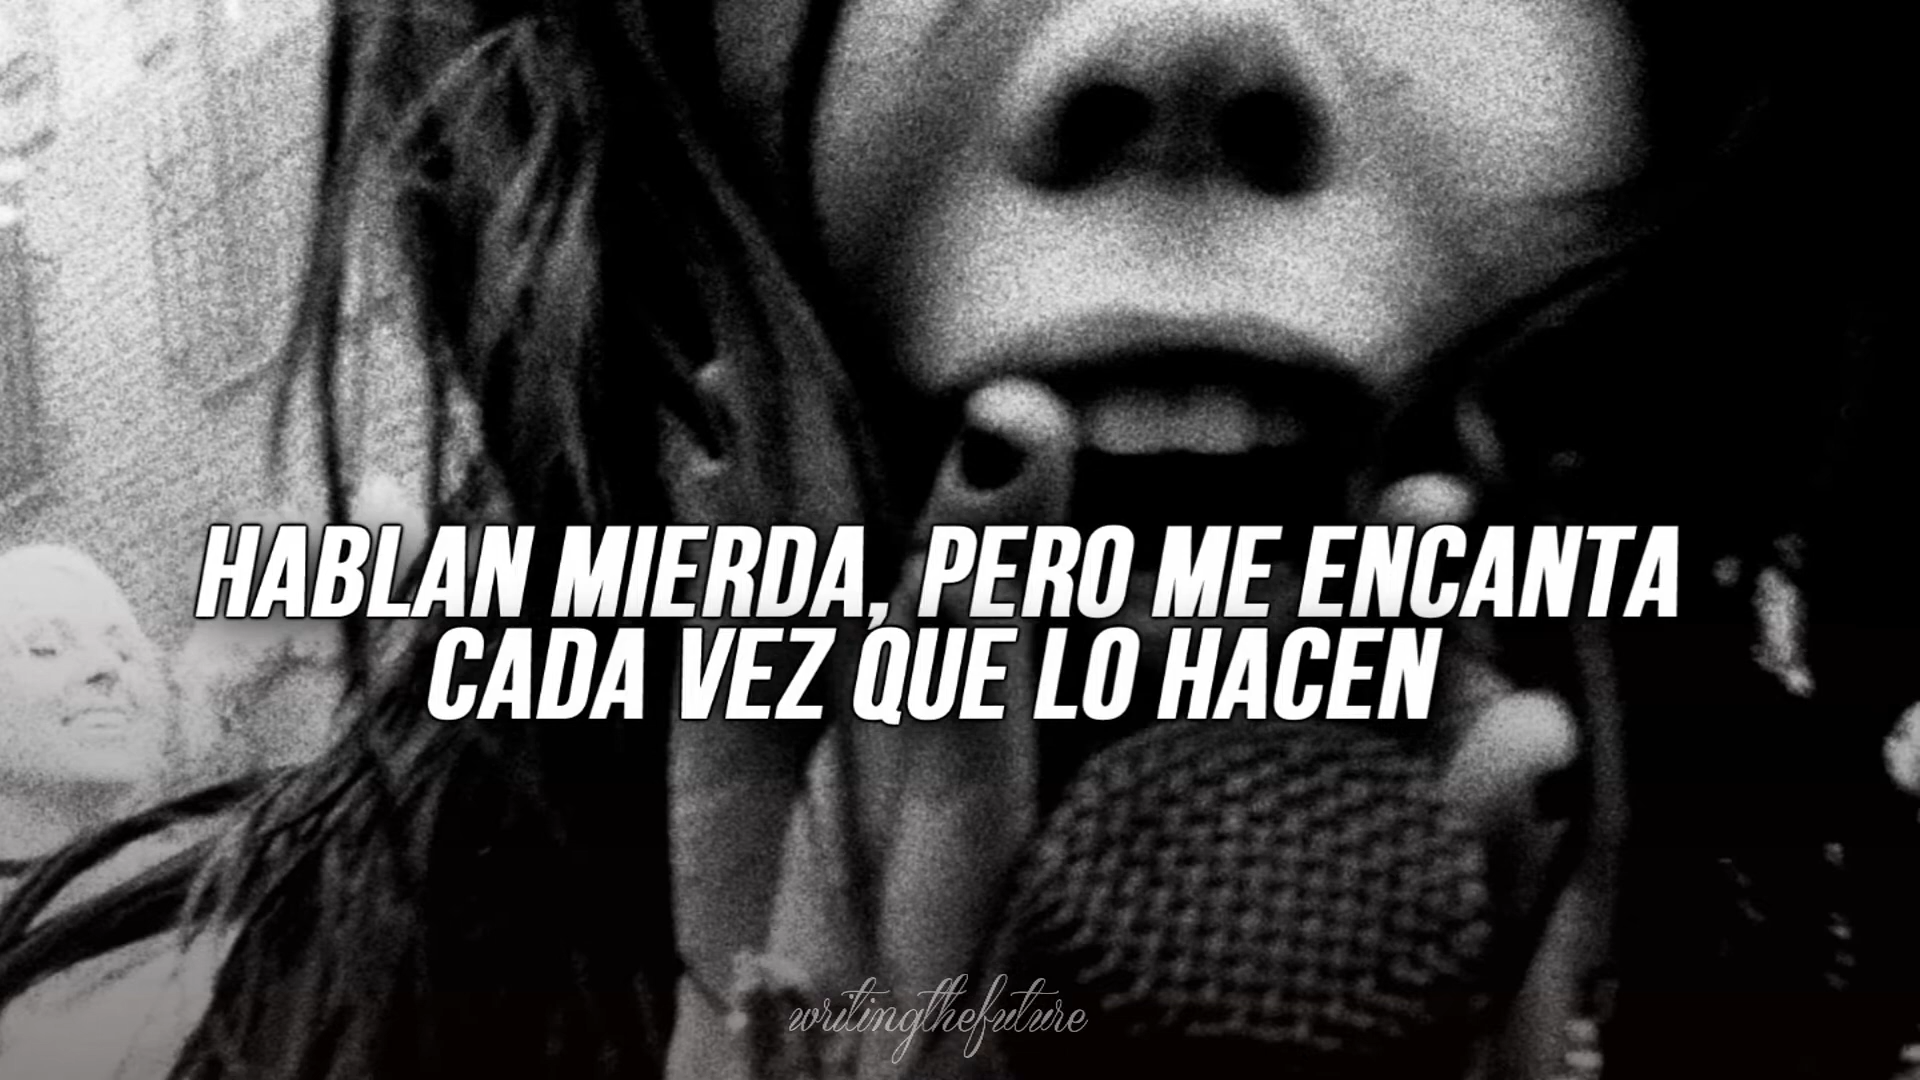 HABLAN MIERDA, PERO ME ENCANTA
CADA VEZ QUE LO HACEN
writingthefuture